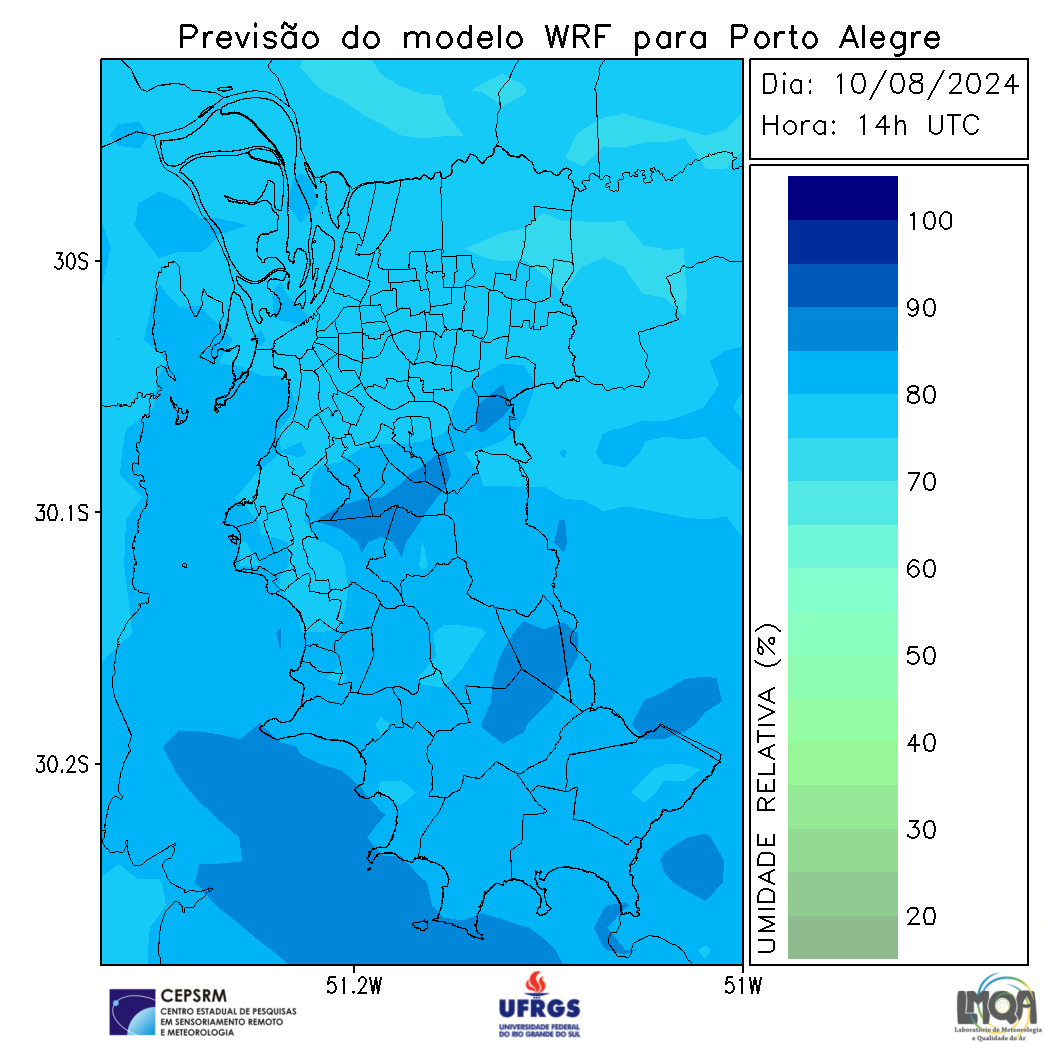 Previsão do modelo WRF para Porto Alegre
Dia: 10/08/2024
Hora: 14h UTC
30S
30.1S
30.2S
51.2W
51W
100
90
80
70
60
50
40
30
20
UMIDADE RELATIVA (%)
CEPSRM
CENTRO ESTADUAL DE PESQUISAS
EM SENSORIAMENTO REMOTO
E METEOROLOGIA
UFRGS
UNIVERSIDADE FEDERAL
DO RIO GRANDE DO SUL
LMQA
Laboratório de Meteorologia
e Qualidade do Ar